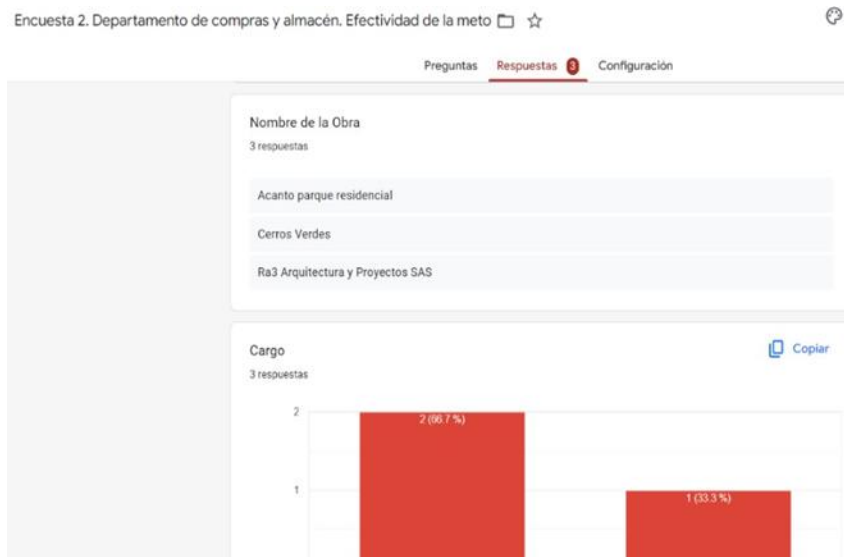 Encuesta 2. Departamento de compras y almacén. Efectividad de la meto
Preguntas Respuestas 3 Configuración
Nombre de la Obra
3 respuestas
Acanto parque residencial
Cerros Verdes
Ra3 Arquitectura y Proyectos SAS
Cargo
Copiar
3 respuestas
2
2 (66.7 %)
1
1 (33.3 %)